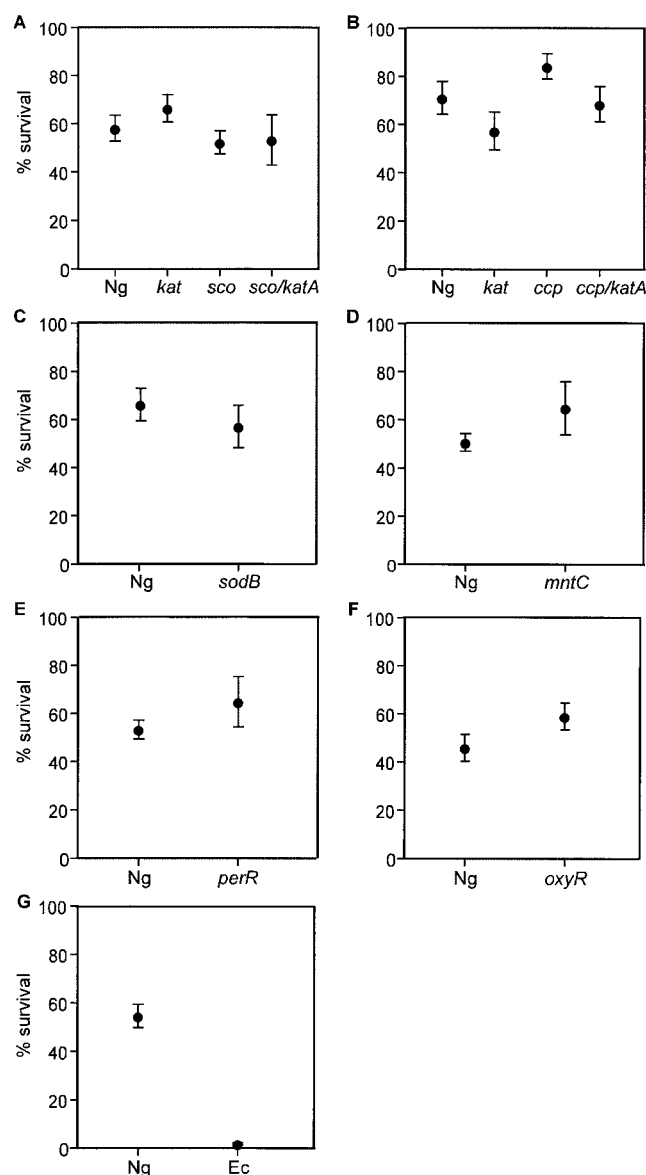 A
B
100
80
60
40
20
0
% survival
Ng kat sco sco/katA
100
80
60
40
20
0
Ng kat ccp ccp/katA
C
D
100
80
60
40
20
0
% survival
Ng sodB
100
80
60
40
20
0
Ng mntC
E
F
100
80
60
40
20
0
% survival
Ng perR
100
80
60
40
20
0
Ng oxyR
G
100
80
60
40
20
0
% survival
Ng Ec